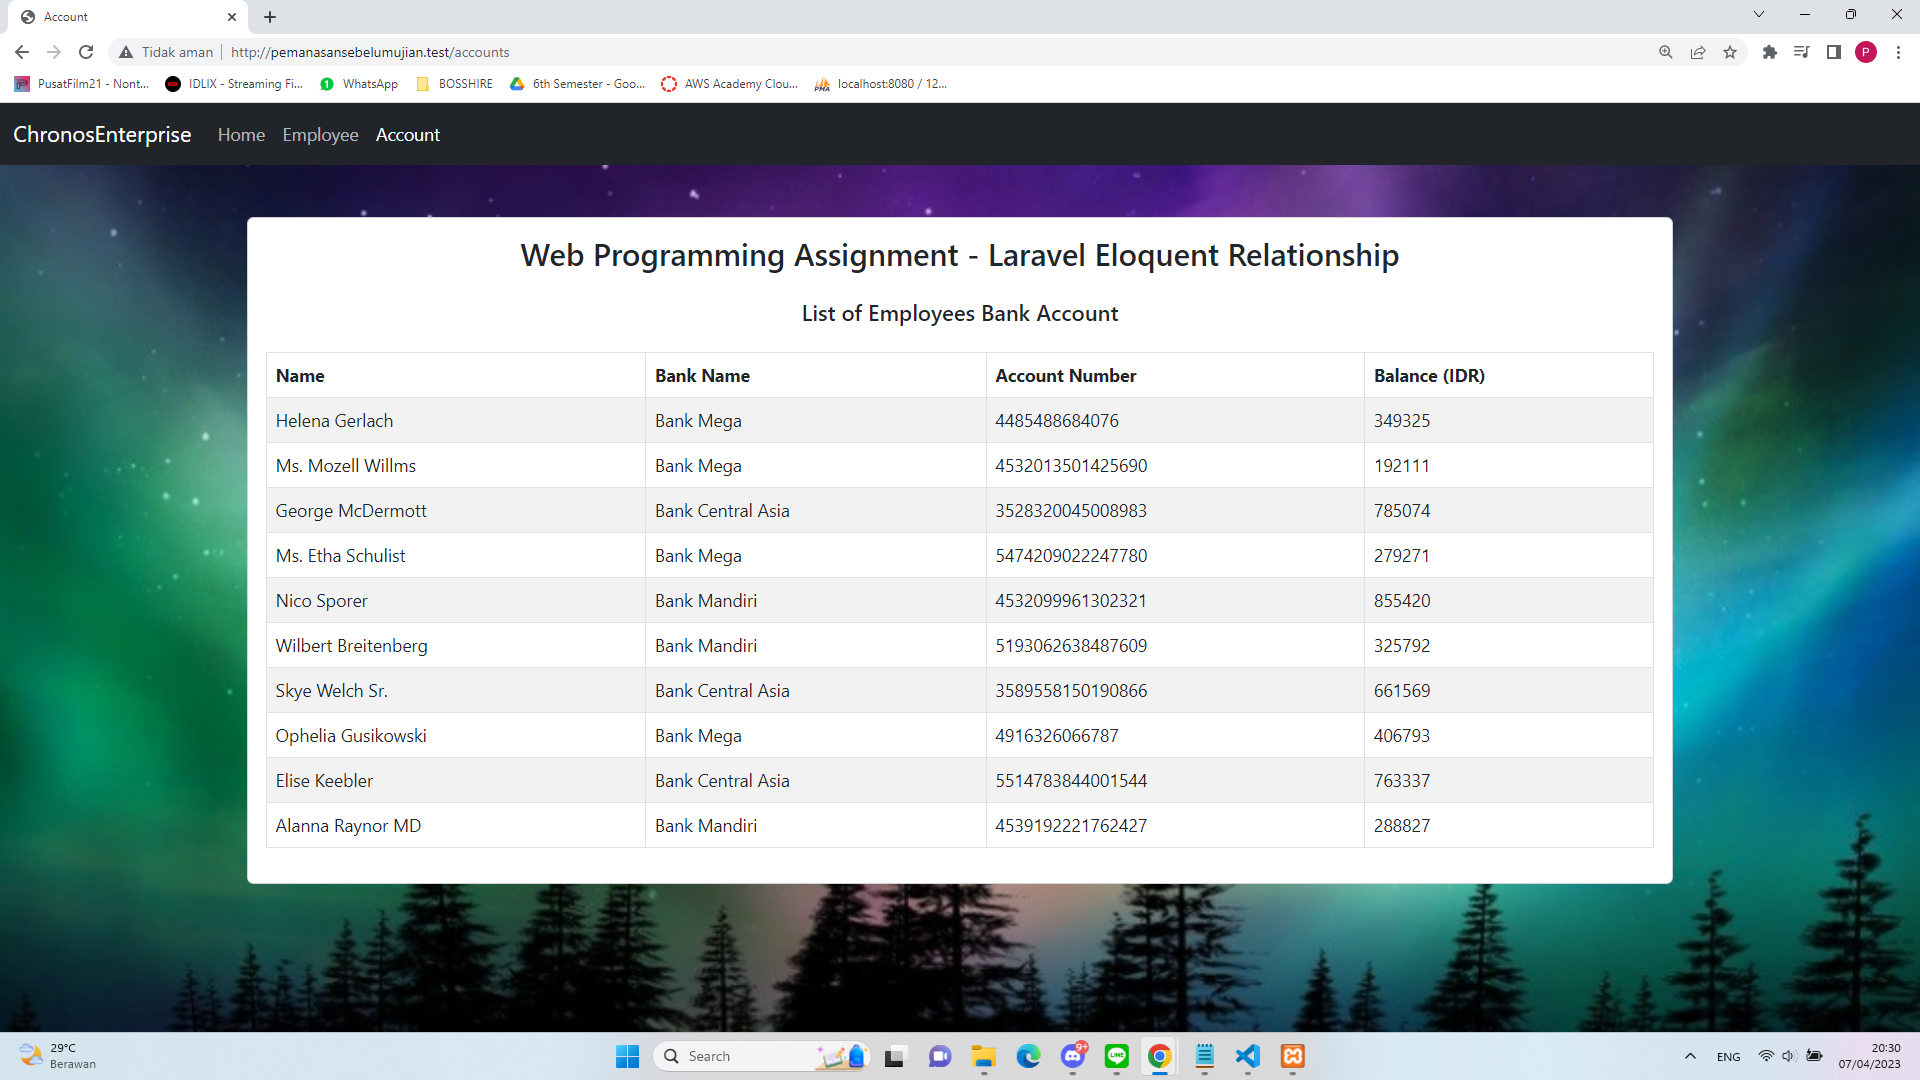 Account
Tidak aman | http://pemanasansebelumujian.test/accounts
PusatFilm21 - Nont... IDLIX - Streaming Fi... WhatsApp BOSSHIRE 6th Semester - Goo... AWS Academy Clou... localhost:8080 / 12...
ChronosEnterprise Home Employee Account
Web Programming Assignment - Laravel Eloquent Relationship
List of Employees Bank Account
Name Bank Name Account Number Balance (IDR)
Helena Gerlach Bank Mega 4485488684076 349325
Ms. Mozell Willms Bank Mega 4532013501425690 192111
George McDermott Bank Central Asia 3528320045008983 785074
Ms. Etha Schulist Bank Mega 5474209022247780 279271
Nico Sporer Bank Mandiri 4532099961302321 855420
Wilbert Breitenberg Bank Mandiri 5193062638487609 325792
Skye Welch Sr. Bank Central Asia 3589558150190866 661569
Ophelia Gusikowski Bank Mega 4916326066787 406793
Elise Keebler Bank Central Asia 5514783844001544 763337
Alanna Raynor MD Bank Mandiri 4539192221762427 288827
29°C
Berawan
Search
9+
LINE
ENG
20:30
07/04/2023